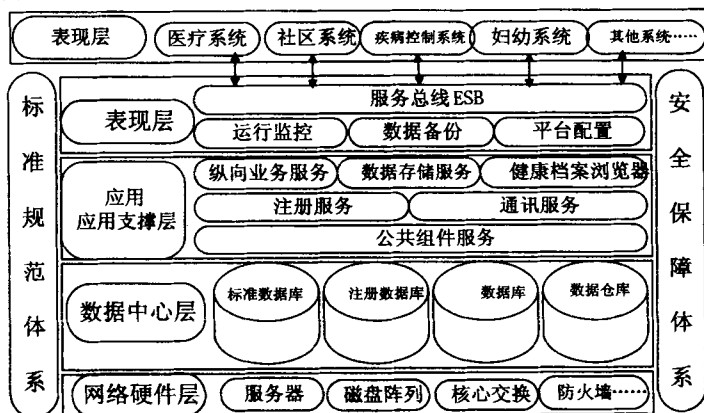 表现层
医疗系统
社区系统
疾病控制系统
妇幼系统
其他系统……
标准规范体系
表现层
服务总线ESB
运行监控
数据备份
平台配置
应用
应用支撑层
纵向业务服务
数据存储服务
健康档案浏览器
注册服务
通讯服务
公共组件服务
数据中心层
标准数据库
注册数据库
数据库
数据仓库
网络硬件层
服务器
磁盘阵列
核心交换
防火墙……
安全保障体系